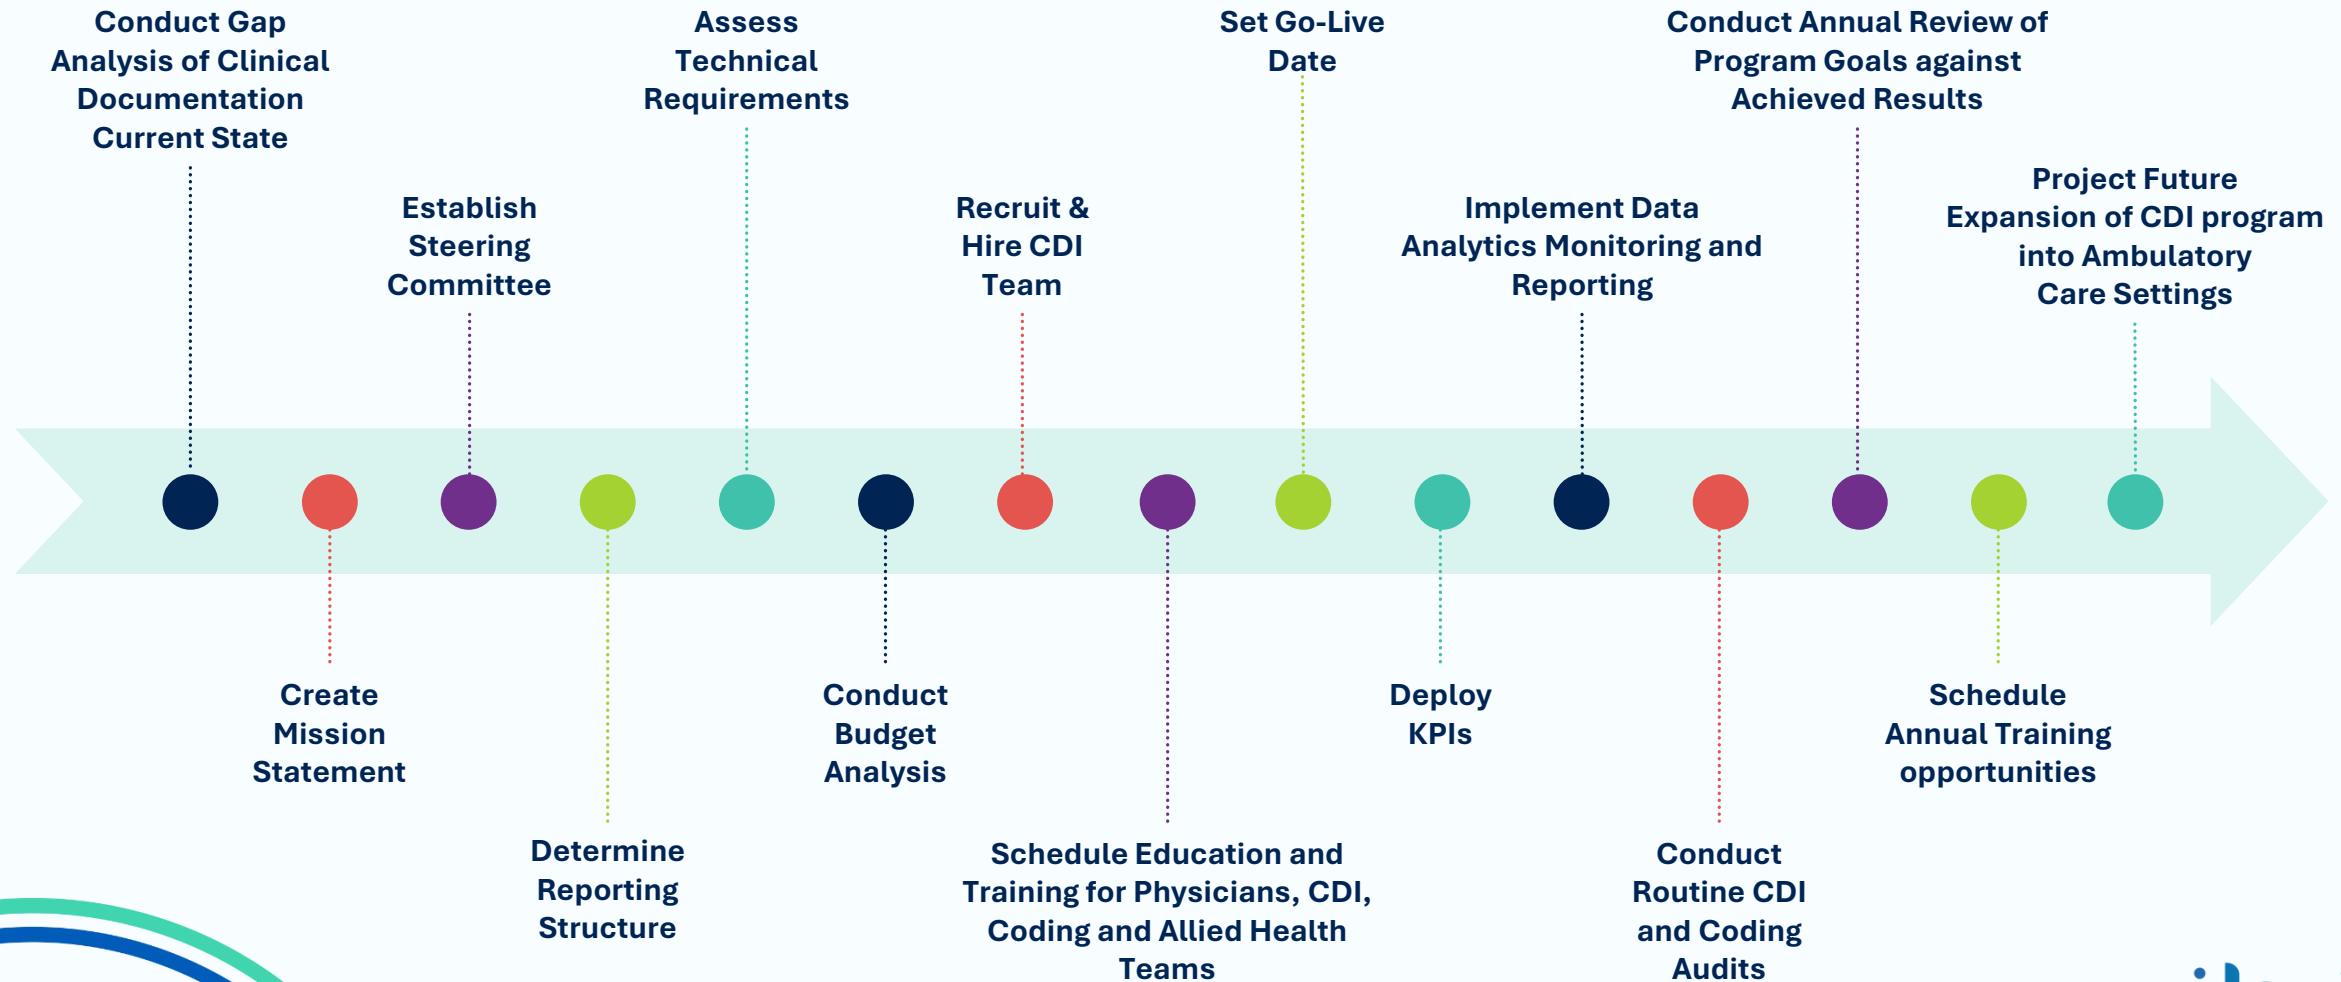 Conduct Gap
Analysis of Clinical
Documentation
Current State
Create
Mission
Statement
Establish
Steering
Committee
Determine
Reporting
Structure
Assess
Technical
Requirements
Conduct
Budget
Analysis
Recruit &
Hire CDI
Team
Schedule Education and
Training for Physicians, CDI,
Coding and Allied Health
Teams
Set Go-Live
Date
Deploy
KPIs
Implement Data
Analytics Monitoring and
Reporting
Conduct
Routine CDI
and Coding
Audits
Conduct Annual Review of
Program Goals against
Achieved Results
Schedule
Annual Training
opportunities
Project Future
Expansion of CDI program
into Ambulatory
Care Settings